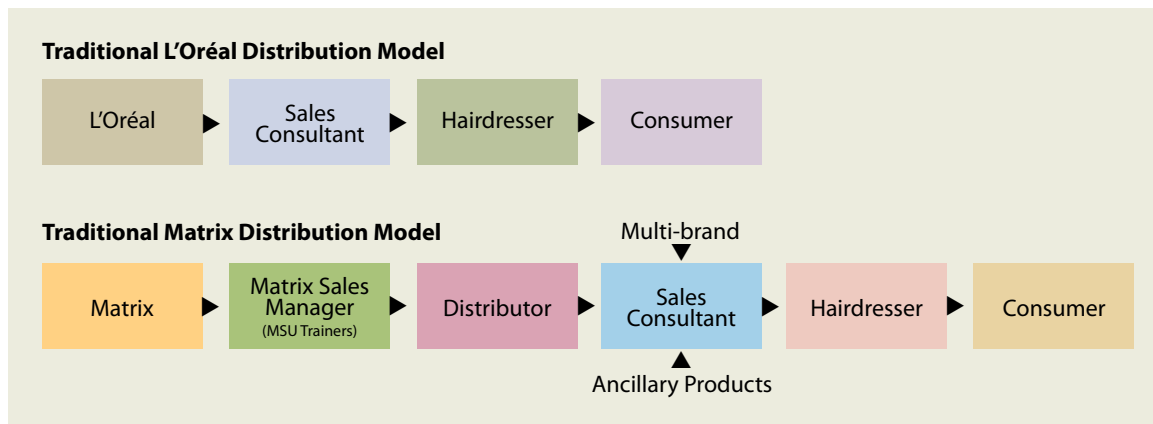 Traditional L’Oréal Distribution Model
L’Oréal
Sales
Consultant
Hairdresser
Consumer
Traditional Matrix Distribution Model
Multi-brand
Matrix
Matrix Sales
Manager
(MSU Trainers)
Distributor
Sales
Consultant
Hairdresser
Consumer
Ancillary Products